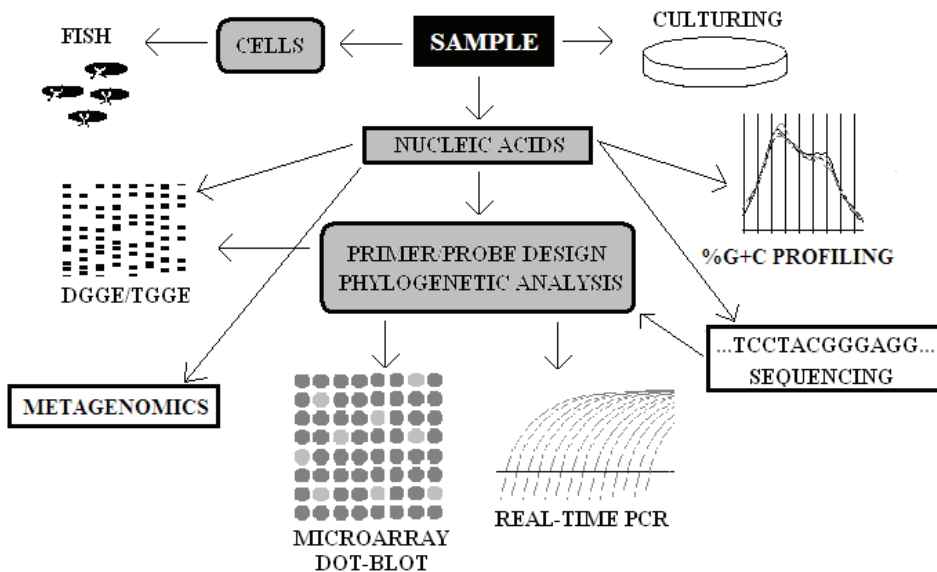 CULTURING
FISH
CELLS
SAMPLE
NUCLEIC ACIDS
PRIMER/PROBE DESIGN
PHYLOGENETIC ANALYSIS
%G+C PROFILING
DGGE/TGGE
...TCCTACGGGAGG...
SEQUENCING
METAGENOMICS
REAL-TIME PCR
MICROARRAY
DOT-BLOT